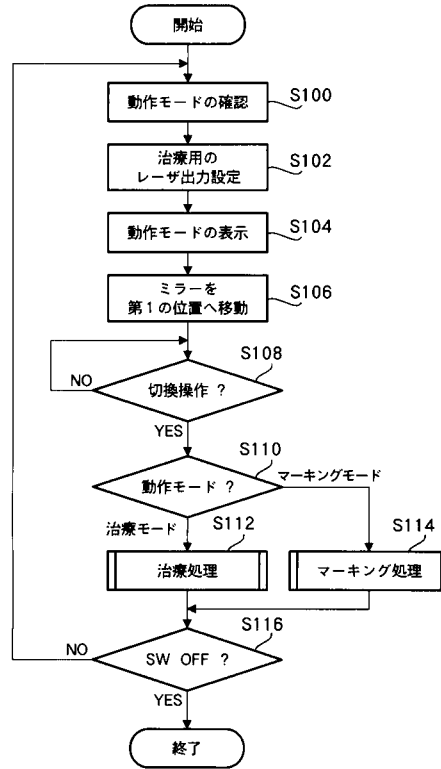 開始
動作モードの確認
S100
治療用の
レーザ出力設定
S102
動作モードの表示
S104
ミラーを
第1の位置へ移動
S106
切換操作 ?
S108
NO
YES
動作モード ?
S110
マーキングモード
治療モード
S112
治療処理
S114
マーキング処理
SW OFF ?
S116
NO
YES
終了